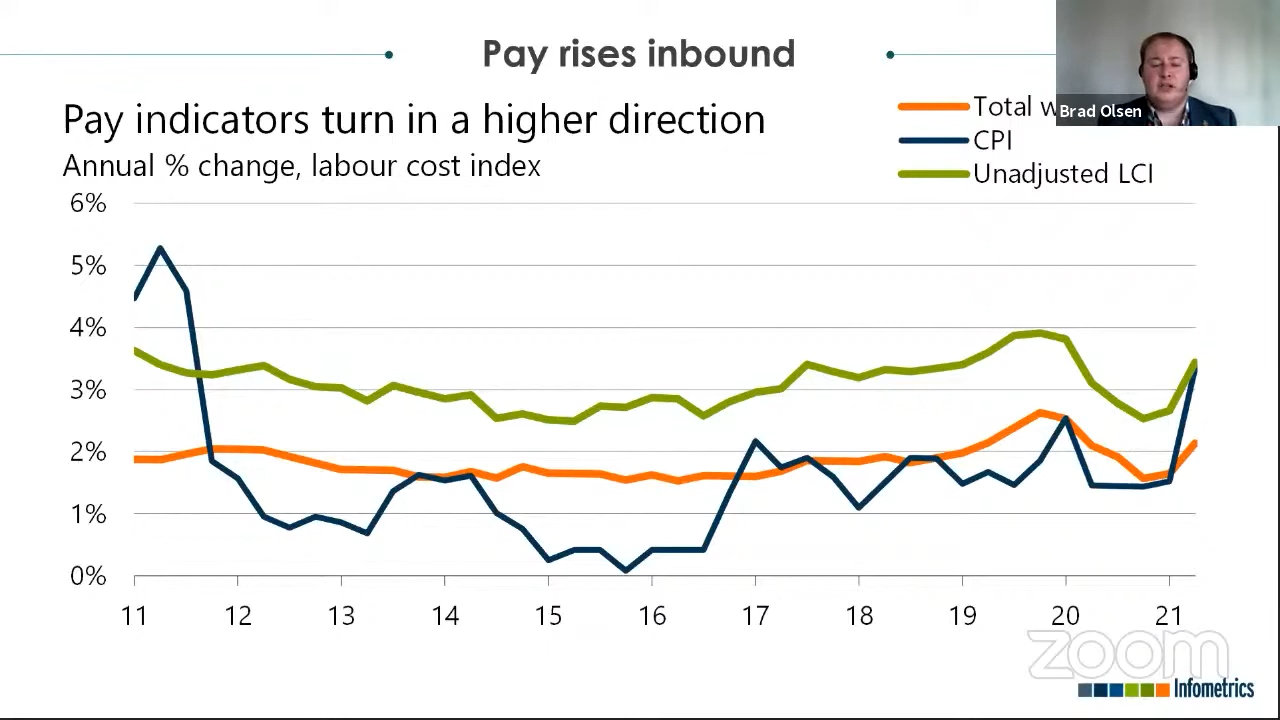 Pay rises inbound
Brad Olsen
Pay indicators turn in a higher direction
Annual % change, labour cost index
Total
CPI
Unadjusted LCI
6%
5%
4%
3%
2%
1%
0%
11 12 13 14 15 16 17 18 19 20 21
zoom
Infometrics